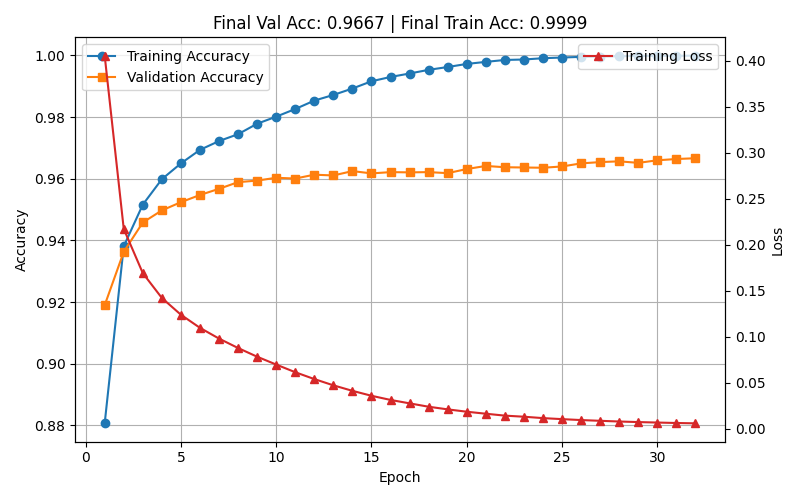 Final Val Acc: 0.9667 | Final Train Acc: 0.9999
Training Accuracy
Validation Accuracy
Training Loss
1.00
0.98
0.96
0.94
0.92
0.90
0.88
Accuracy
0.40
0.35
0.30
0.25
0.20
0.15
0.10
0.05
0.00
Loss
0 5 10 15 20 25 30
Epoch